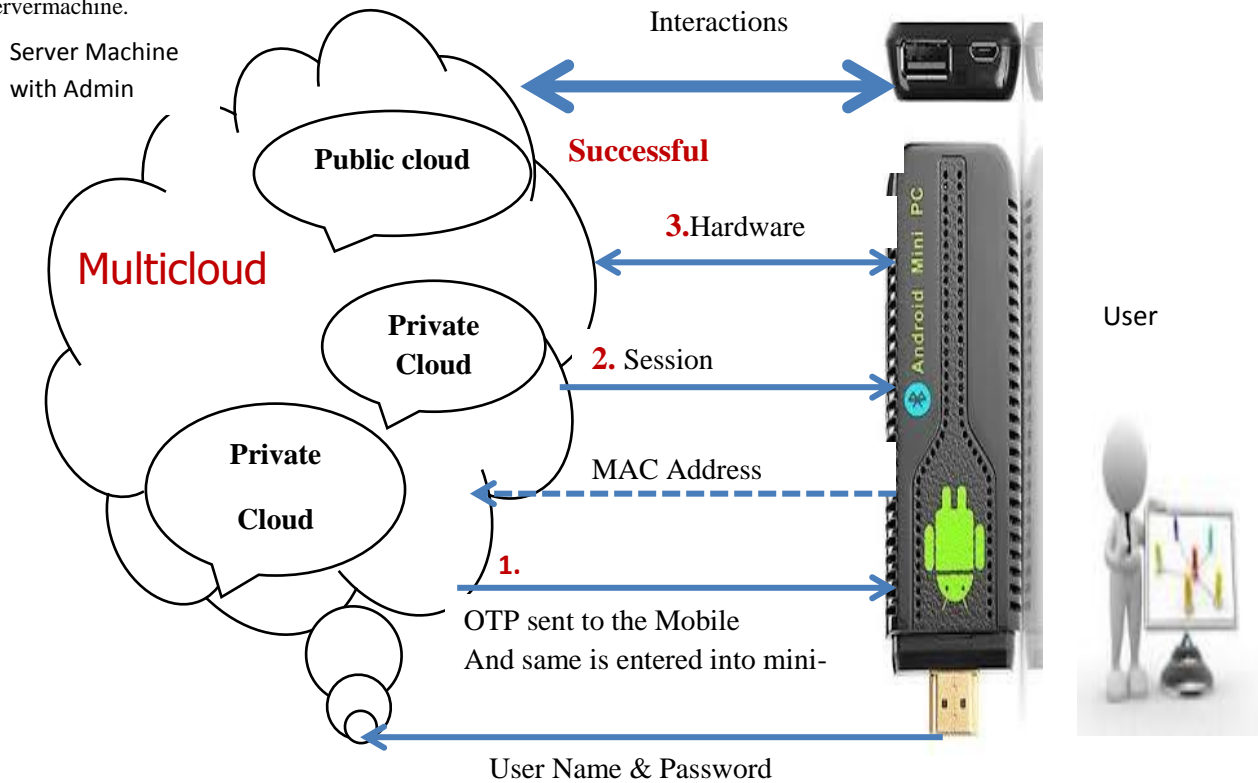 ervermachine.
Server Machine
with Admin
Interactions
Public cloud
Successful
3.Hardware
Multicloud
Private
Cloud
2. Session
User
Android Mini PC
Private
Cloud
MAC Address
1.
OTP sent to the Mobile
And same is entered into mini-
User Name & Password